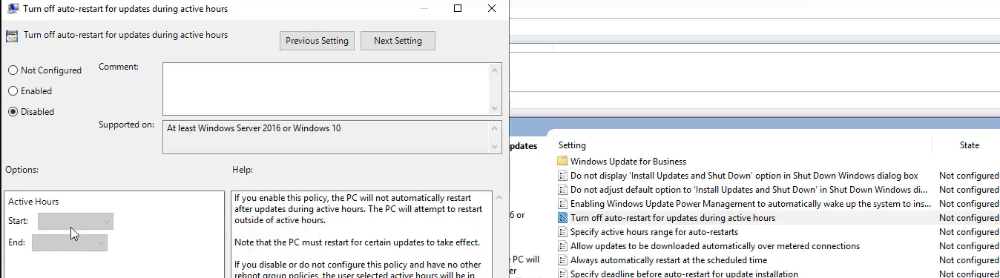 Turn off auto-restart for updates during active hours
Turn off auto-restart for updates during active hours
Previous Setting
Next Setting
Not Configured
Enabled
Disabled
Comment:
Supported on:
At least Windows Server 2016 or Windows 10
Options:
Help:
Active Hours
Start:
End:
If you enable this policy, the PC will not automatically restart
after updates during active hours. The PC will attempt to restart
outside of active hours.
Note that the PC must restart for certain updates to take effect.
If you disable or do not configure this policy and have no other
reboot group policies, the user selected active hours will be in
pdates
6 or
e PC will
er
Setting
State
Windows Update for Business
Do not display 'Install Updates and Shut Down' option in Shut Down Windows dialog box
Not configured
Do not adjust default option to 'Install Updates and Shut Down' in Shut Down Windows di...
Not configured
Enabling Windows Update Power Management to automatically wake up the system to ins...
Not configured
Turn off auto-restart for updates during active hours
Not configured
Specify active hours range for auto-restarts
Not configured
Allow updates to be downloaded automatically over metered connections
Not configured
Always automatically restart at the scheduled time
Not configured
Specify deadline before auto-restart for update installation
Not configured